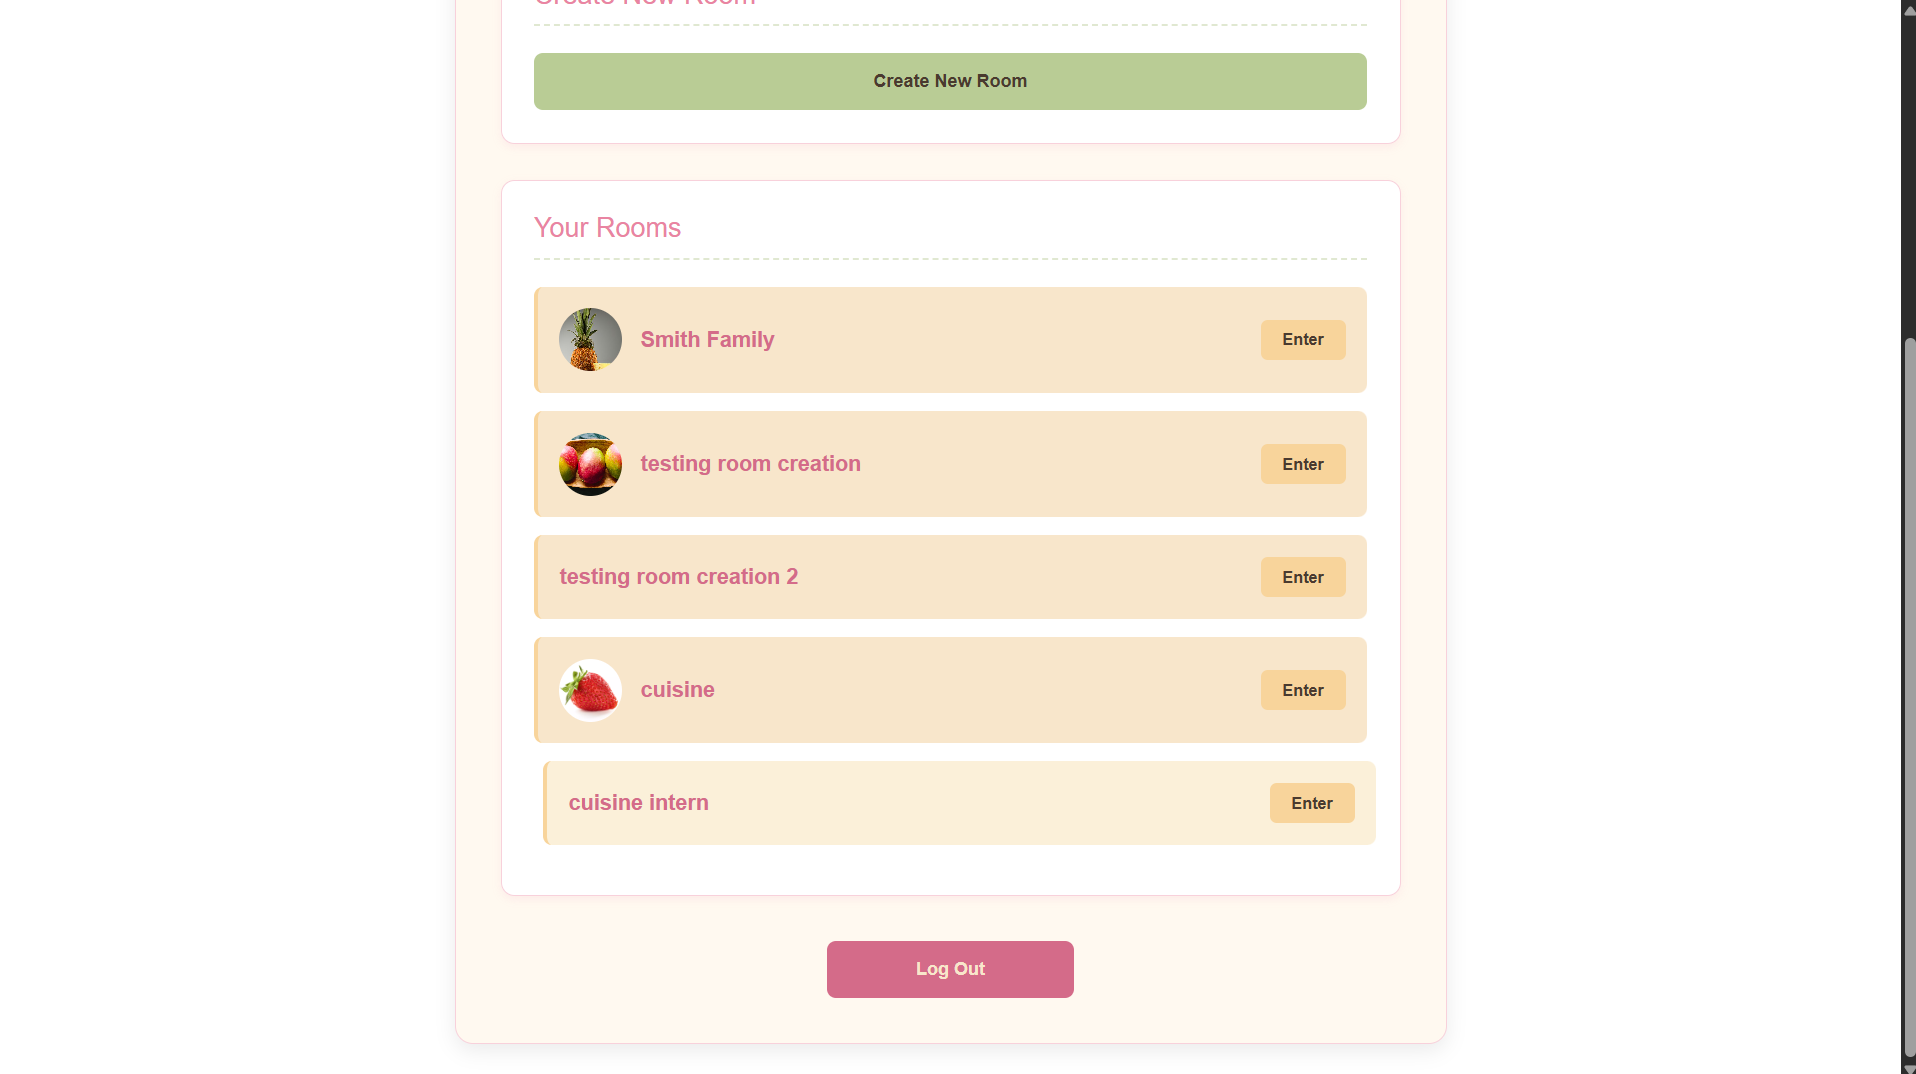 Create New Room
Create New Room
Your Rooms
Smith Family
Enter
testing room creation
Enter
testing room creation 2
Enter
cuisine
Enter
cuisine intern
Enter
Log Out